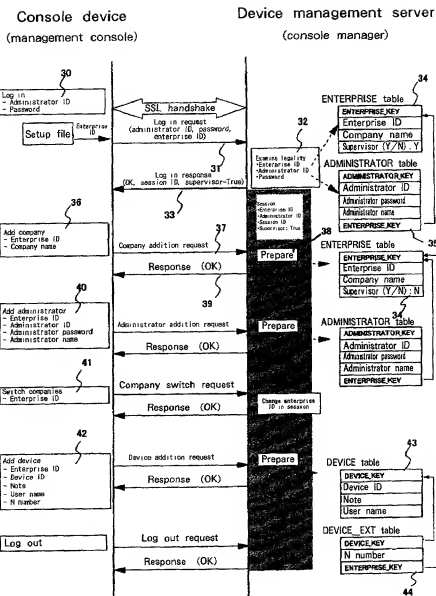 Console device
(management console)
Device management server
(console manager)
30
Log in
- Administrator ID
- Password
Setup file
Enterprise
ID
SSL handshake
Log in request
(administrator ID, password,
enterprise ID)
31
Log in response
(OK, session ID, supervisor=True)
33
32
Examine legality
•Enterprise ID
•Administrator ID
•Password
34
ENTERPRISE table
ENTERPRISE_KEY
Enterprise ID
Company name
Supervisor (Y/N) : Y
ADMINISTRATOR table
ADMINISTRATOR_KEY
Administrator ID
Administrator password
Administrator name
ENTERPRISE_KEY
35
Session
•Enterprise ID
•Administrator ID
•Session ID
•Supervisor: True
36
Add company
- Enterprise ID
- Company name
37
Company addition request
Prepare
38
Response (OK)
39
ENTERPRISE table
ENTERPRISE_KEY
Enterprise ID
Company name
Supervisor (Y/N) : N
34
40
Add administrator
- Enterprise ID
- Administrator ID
- Administrator password
- Administrator name
Administrator addition request
Prepare
Response (OK)
ADMINISTRATOR table
ADMINISTRATOR_KEY
Administrator ID
Administrator password
Administrator name
ENTERPRISE_KEY
41
Switch companies
- Enterprise ID
Company switch request
Response (OK)
Change enterprise
ID in session
42
Add device
- Enterprise ID
- Device ID
- Note
- User name
- N number
Device addition request
Prepare
Response (OK)
43
DEVICE table
DEVICE_KEY
Device ID
Note
User name
DEVICE_EXT table
DEVICE_KEY
N number
ENTERPRISE_KEY
44
Log out
Log out request
Response (OK)